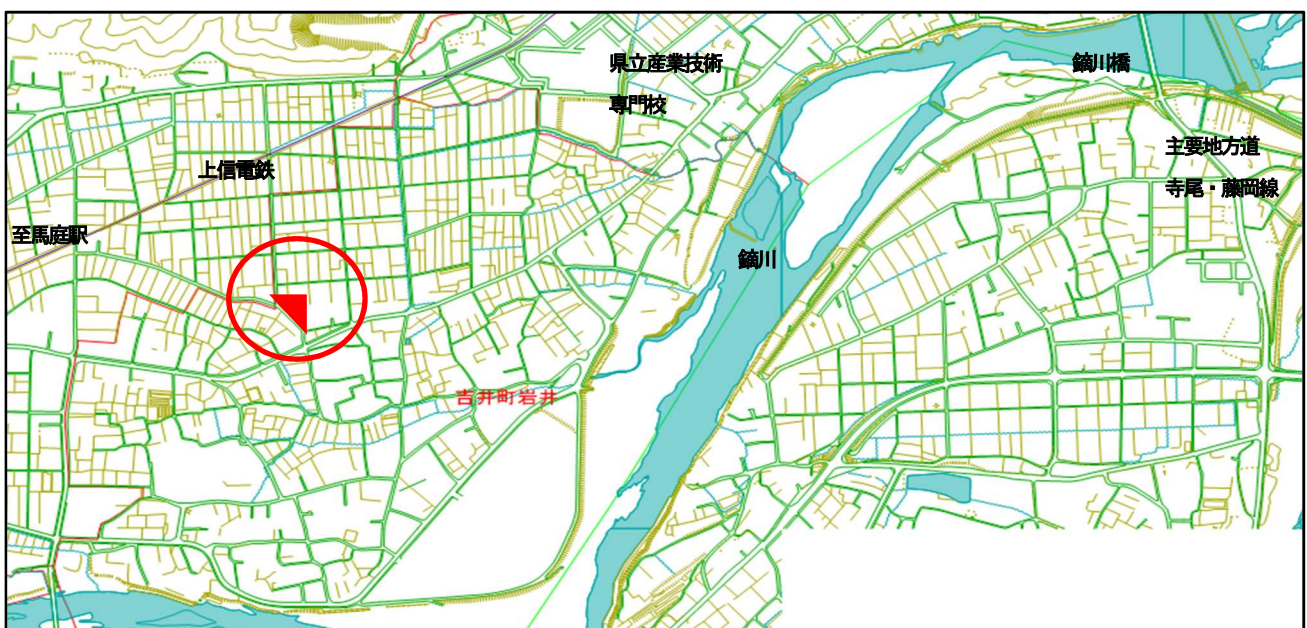 県立産業技術
専門校
鏑川橋
主要地方道
寺尾・藤岡線
上信電鉄
至馬庭駅
鏑川
吉井町岩井